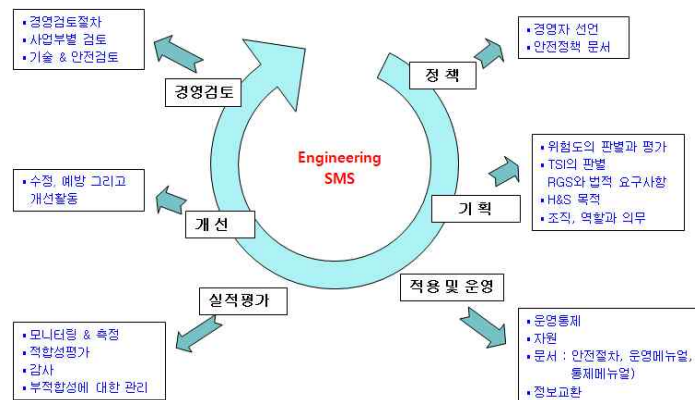 ▪ 경영검토절차
▪ 사업부별 검토
▪ 기술 & 안전검토
경영검토
정 책
▪ 경영자 선언
▪ 안전정책 문서
Engineering
SMS
▪ 위험도의 판별과 평가
▪ TSI의 판별
RGS와 법적 요구사항
▪ H&S 목적
▪ 조직, 역할과 의무
기 획
▪ 수정, 예방 그리고
개선활동
개 선
적용 및 운영
실적평가
▪ 모니터링 & 측정
▪ 적합성평가
▪ 감사
▪ 부적합성에 대한 관리
▪ 운영통제
▪ 자원
▪ 문서 : 안전절차, 운영메뉴얼,
통제메뉴얼)
▪ 정보교환